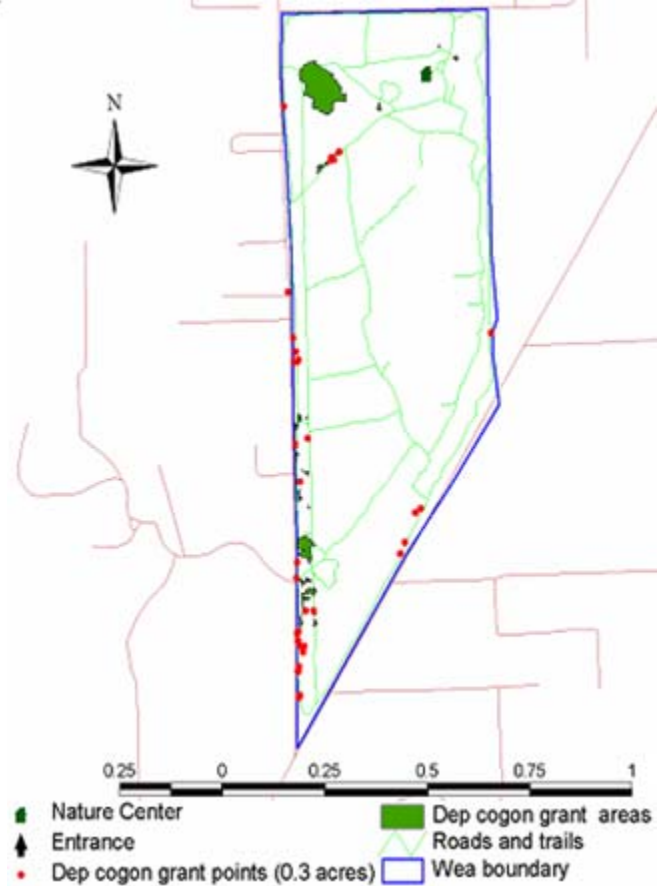 N
0.25 0 0.25 0.5 0.75 1
Nature Center
Entrance
Dep cogon grant points (0.3 acres)
Dep cogon grant areas
Roads and trails
Wea boundary